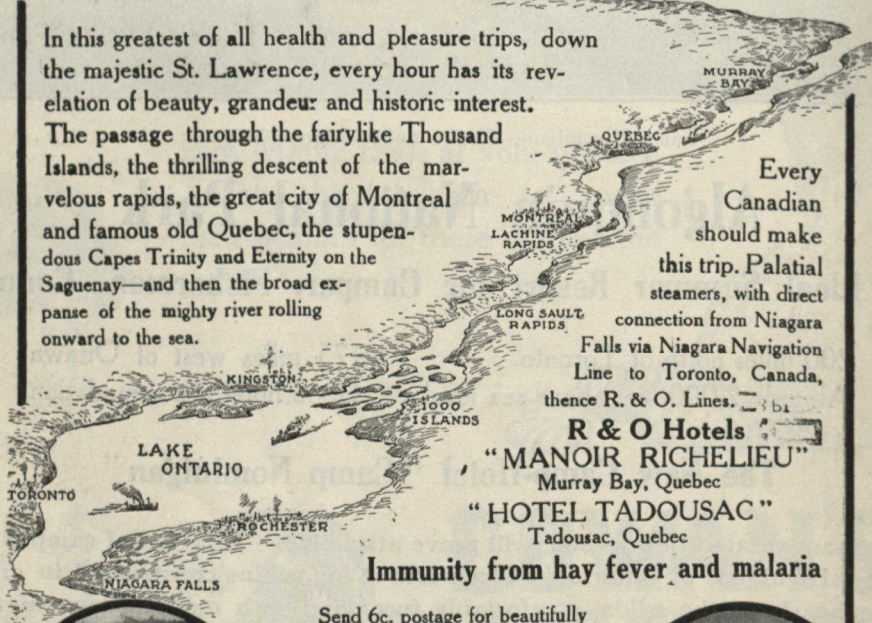 In this greatest of all health and pleasure trips, down
the majestic St. Lawrence, every hour has its rev-
elation of beauty, grandeur and historic interest.
The passage through the fairylike Thousand
Islands, the thrilling descent of the mar-
velous rapids, the great city of Montreal
and famous old Quebec, the stupen-
dous Capes Trinity and Eternity on the
Saguenay—and then the broad ex-
panse of the mighty river rolling
onward to the sea.
MURRAY
BAY
QUEBEC
MONTREAL
LACHINE
RAPIDS
LONG SAULT
RAPIDS
KINGSTON
1000
ISLANDS
LAKE
ONTARIO
TORONTO
ROCHESTER
NIAGARA FALLS
Every
Canadian
should make
this trip. Palatial
steamers, with direct
connection from Niagara
Falls via Niagara Navigation
Line to Toronto, Canada,
thence R. & O. Lines.
R & O Hotels
"MANOIR RICHELIEU"
Murray Bay, Quebec
"HOTEL TADOUSAC"
Tadousac, Quebec
Immunity from hay fever and malaria
Send 6c. postage for beautifully